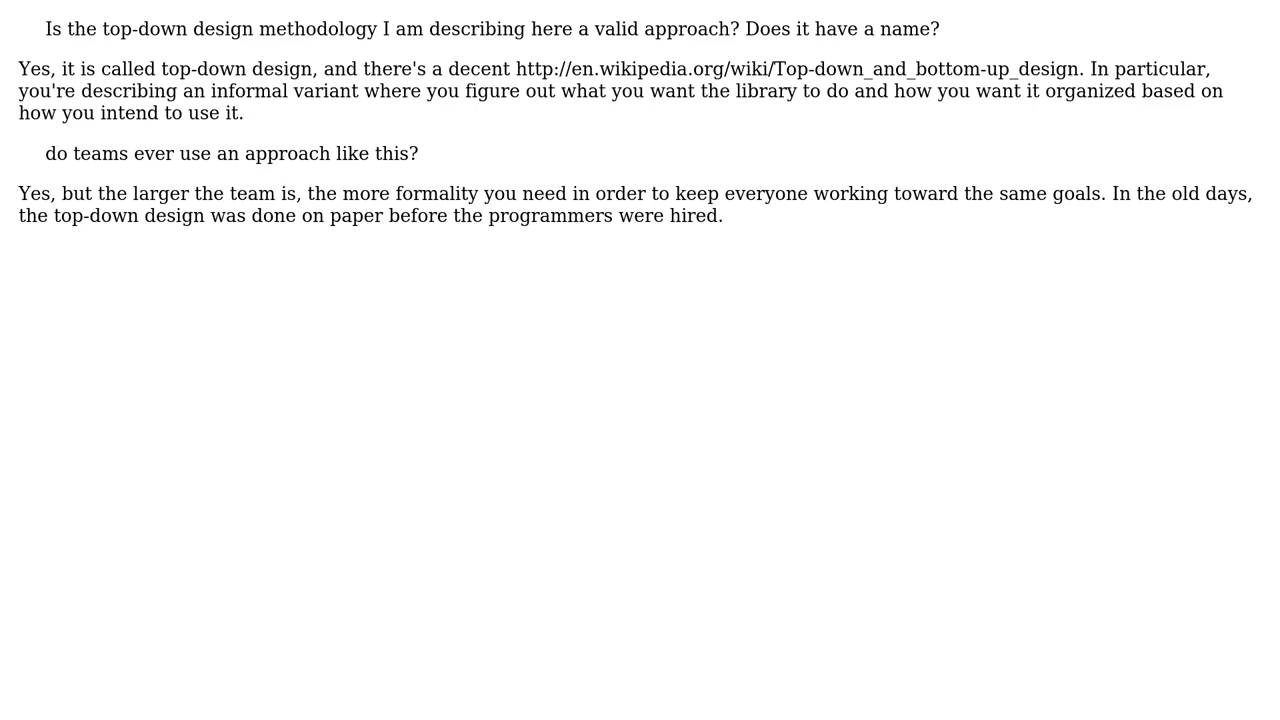 Is the top-down design methodology I am describing here a valid approach? Does it have a name?
Yes, it is called top-down design, and there's a decent http://en.wikipedia.org/wiki/Top-down_and_bottom-up_design. In particular,
you're describing an informal variant where you figure out what you want the library to do and how you want it organized based on
how you intend to use it.
do teams ever use an approach like this?
Yes, but the larger the team is, the more formality you need in order to keep everyone working toward the same goals. In the old days,
the top-down design was done on paper before the programmers were hired.